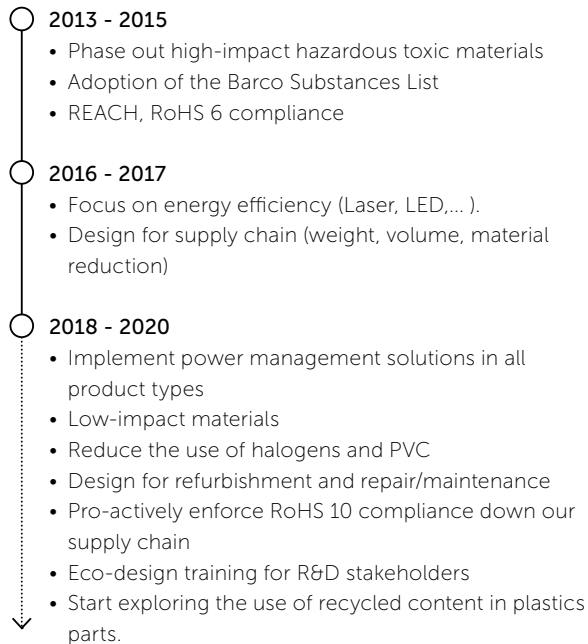 2013 - 2015
• Phase out high-impact hazardous toxic materials
• Adoption of the Barco Substances List
• REACH, RoHS 6 compliance
2016 - 2017
• Focus on energy efficiency (Laser, LED,... ).
• Design for supply chain (weight, volume, material
reduction)
2018 - 2020
• Implement power management solutions in all
product types
• Low-impact materials
• Reduce the use of halogens and PVC
• Design for refurbishment and repair/maintenance
• Pro-actively enforce RoHS 10 compliance down our
supply chain
• Eco-design training for R&D stakeholders
• Start exploring the use of recycled content in plastics
parts.